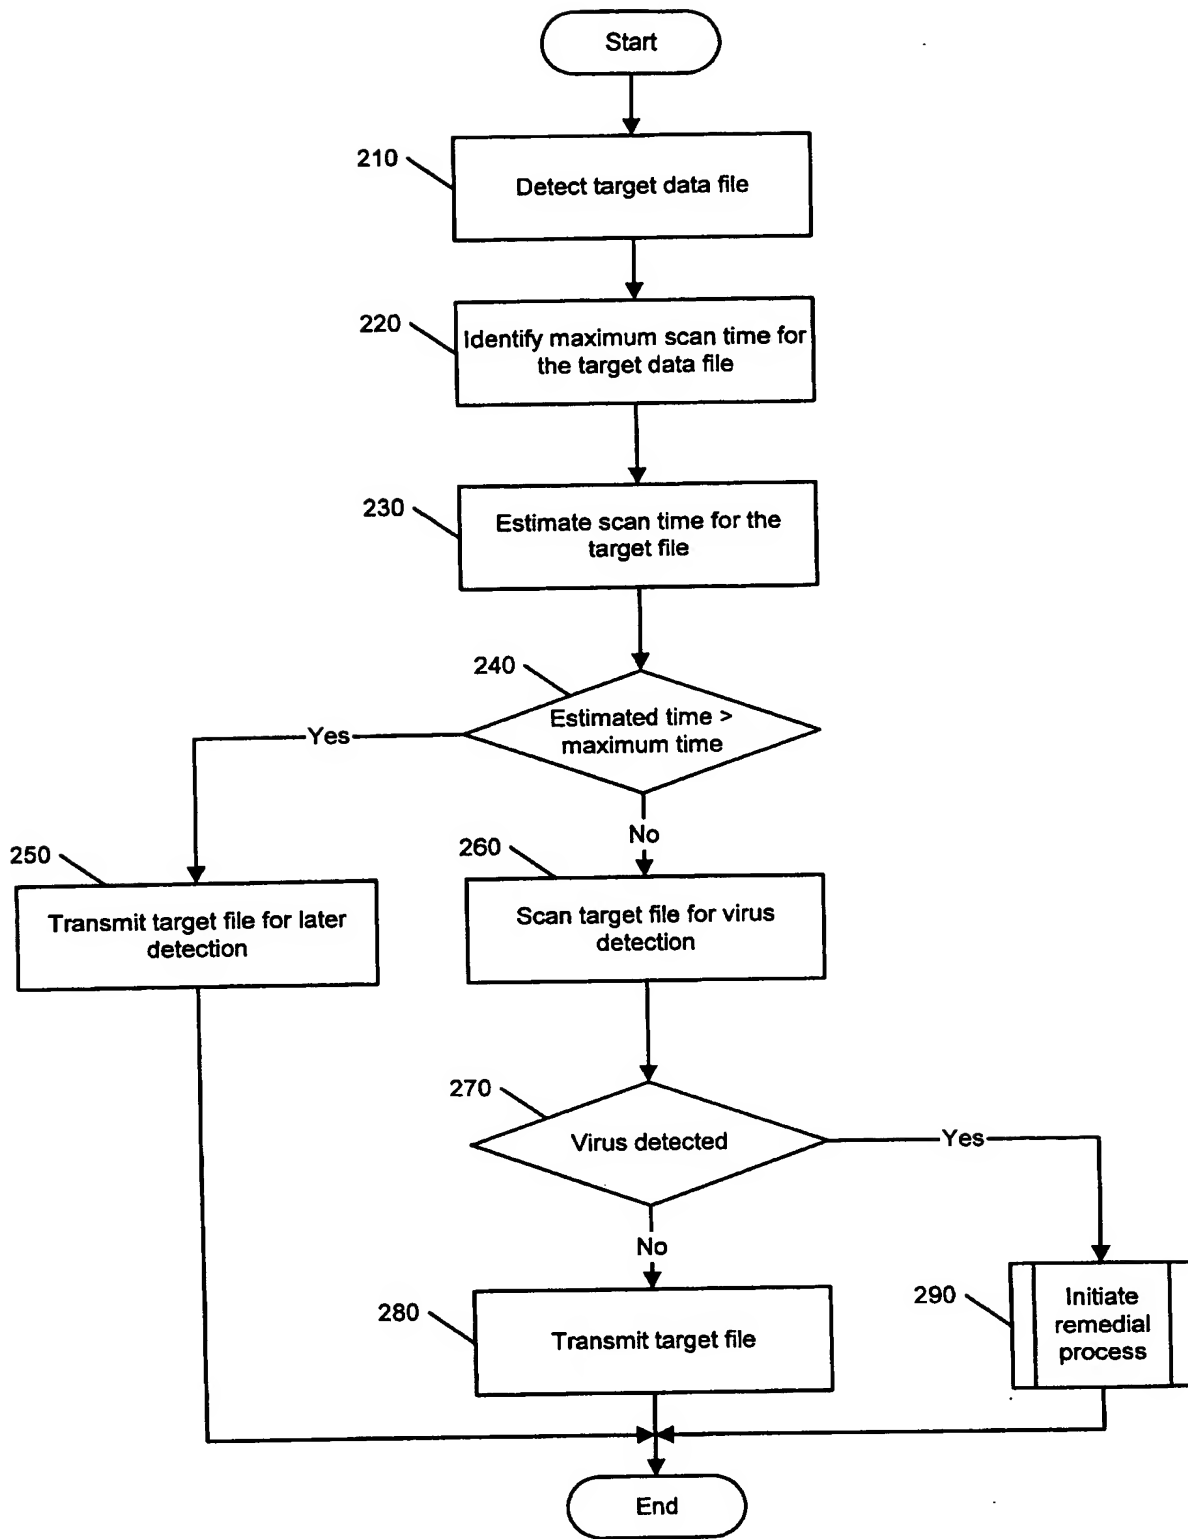 Start
210
Detect target data file
220
Identify maximum scan time for
the target data file
230
Estimate scan time for the
target file
240
Estimated time >
maximum time
Yes
No
250
Transmit target file for later
detection
260
Scan target file for virus
detection
270
Virus detected
Yes
No
280
Transmit target file
290
Initiate
remedial
process
End